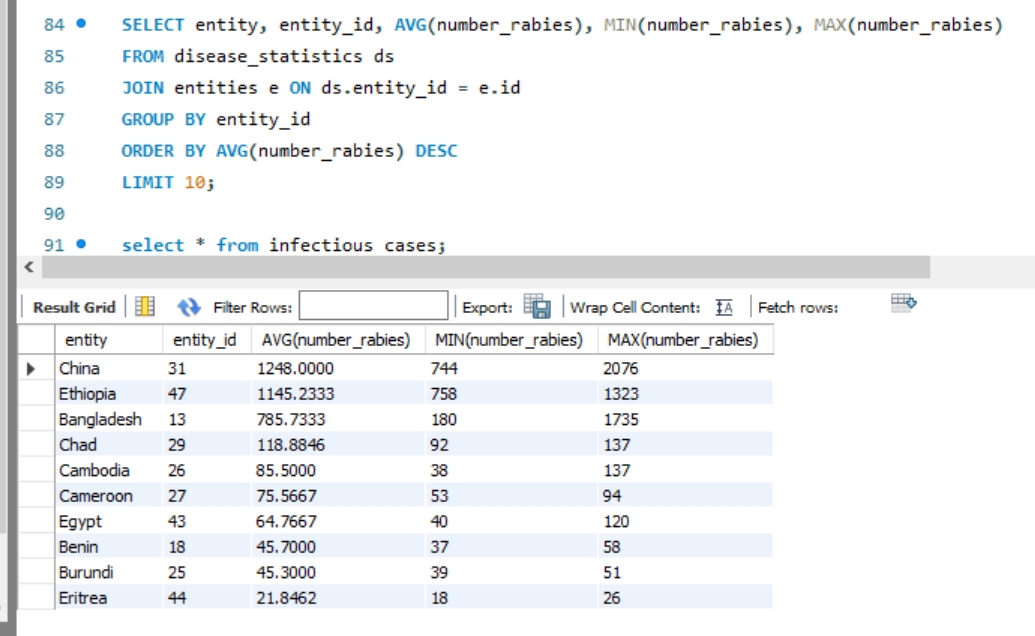 84 SELECT entity, entity_id, AVG(number_rabies), MIN(number_rabies), MAX(number_rabies)
85 FROM disease_statistics ds
86 JOIN entities e ON ds.entity_id = e.id
87 GROUP BY entity_id
88 ORDER BY AVG(number_rabies) DESC
89 LIMIT 10;
90
91 select * from infectious cases;
Result Grid Filter Rows: Export: Wrap Cell Content: Fetch rows:
entity entity_id AVG(number_rabies) MIN(number_rabies) MAX(number_rabies)
China 31 1248.0000 744 2076
Ethiopia 47 1145.2333 758 1323
Bangladesh 13 785.7333 180 1735
Chad 29 118.8846 92 137
Cambodia 26 85.5000 38 137
Cameroon 27 75.5667 53 94
Egypt 43 64.7667 40 120
Benin 18 45.7000 37 58
Burundi 25 45.3000 39 51
Eritrea 44 21.8462 18 26